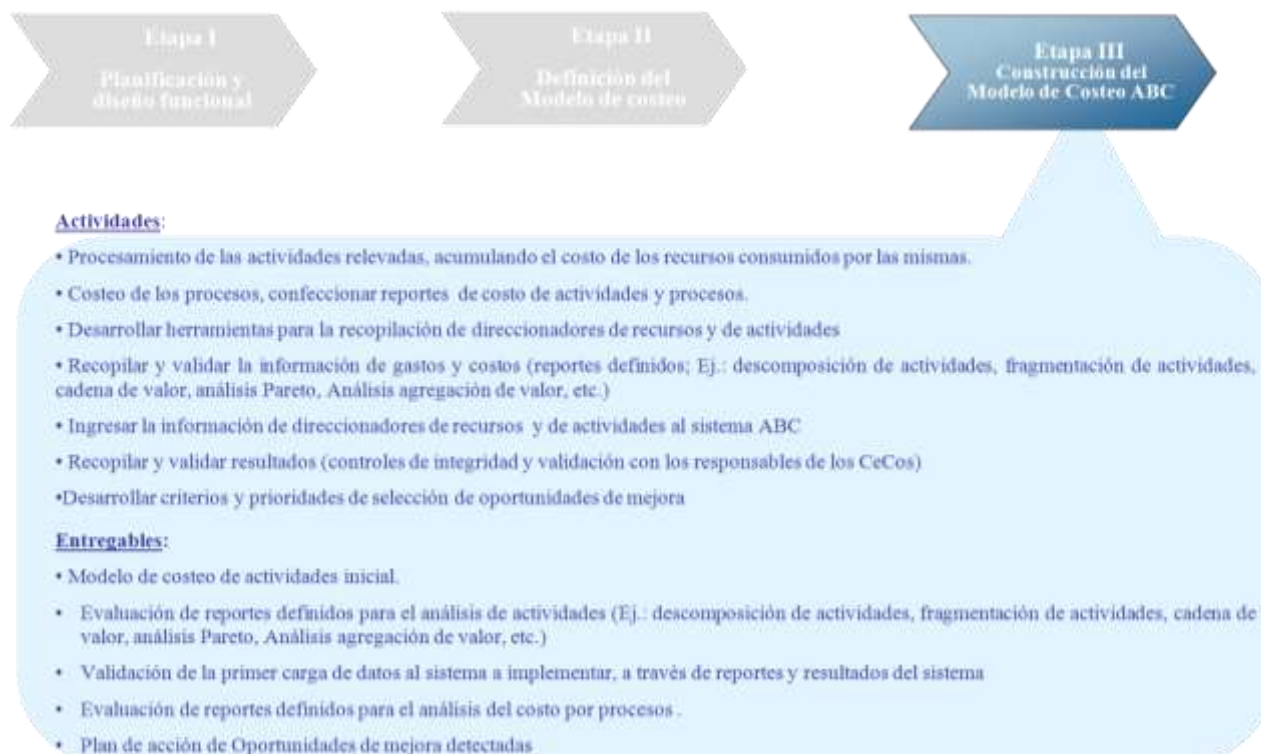 Etapa I
Planificación y
diseño funcional
Etapa II
Definición del
Modelo de costeo
Etapa III
Construcción del
Modelo de Costeo ABC
Actividades:
• Procesamiento de las actividades relevadas, acumulando el costo de los recursos consumidos por las mismas.
• Costeo de los procesos, confeccionar reportes de costo de actividades y procesos.
• Desarrollar herramientas para la recopilación de direccionadores de recursos y de actividades
• Recopilar y validar la información de gastos y costos (reportes definidos; Ej.: descomposición de actividades, fragmentación de actividades,
cadena de valor, análisis Pareto, Análisis agregación de valor, etc.)
• Ingresar la información de direccionadores de recursos y de actividades al sistema ABC
• Recopilar y validar resultados (controles de integridad y validación con los responsables de los CeCos)
•Desarrollar criterios y prioridades de selección de oportunidades de mejora
Entregables:
• Modelo de costeo de actividades inicial.
• Evaluación de reportes definidos para el análisis de actividades (Ej.: descomposición de actividades, fragmentación de actividades, cadena de
valor, análisis Pareto, Análisis agregación de valor, etc.)
• Validación de la primer carga de datos al sistema a implementar, a través de reportes y resultados del sistema
• Evaluación de reportes definidos para el análisis del costo por procesos .
• Plan de acción de Oportunidades de mejora detectadas